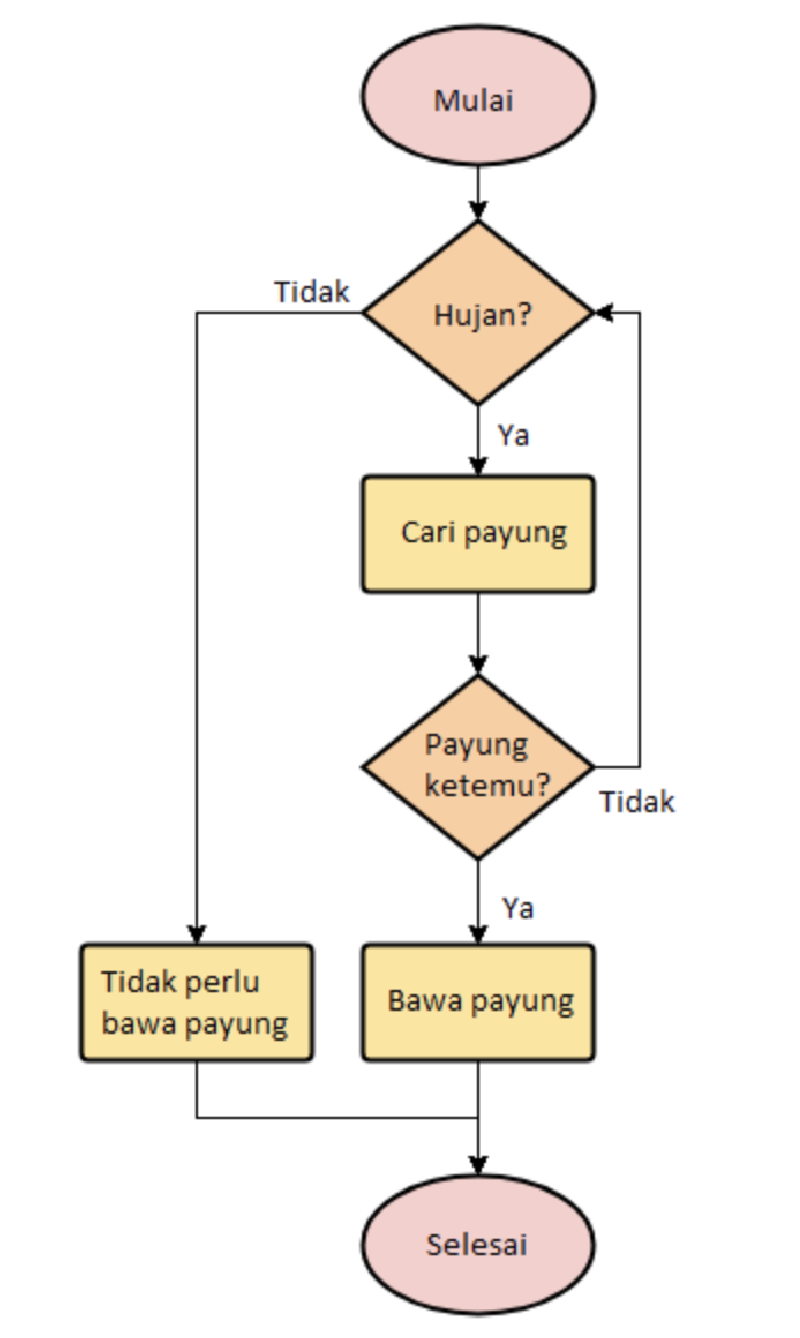 Mulai
Tidak
Hujan?
Ya
Cari payung
Payung
ketemu?
Tidak
Ya
Tidak perlu
bawa payung
Bawa payung
Selesai